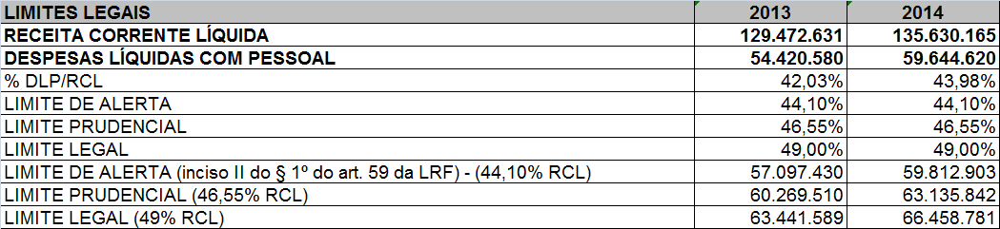 LIMITES LEGAIS 2013 2014
RECEITA CORRENTE LÍQUIDA 129.472.631 135.630.165
DESPESAS LÍQUIDAS COM PESSOAL 54.420.580 59.644.620
% DLP/RCL 42,03% 43,98%
LIMITE DE ALERTA 44,10% 44,10%
LIMITE PRUDENCIAL 46,55% 46,55%
LIMITE LEGAL 49,00% 49,00%
LIMITE DE ALERTA (inciso II do § 1º do art. 59 da LRF) - (44,10% RCL) 57.097.430 59.812.903
LIMITE PRUDENCIAL (46,55% RCL) 60.269.510 63.135.842
LIMITE LEGAL (49% RCL) 63.441.589 66.458.781